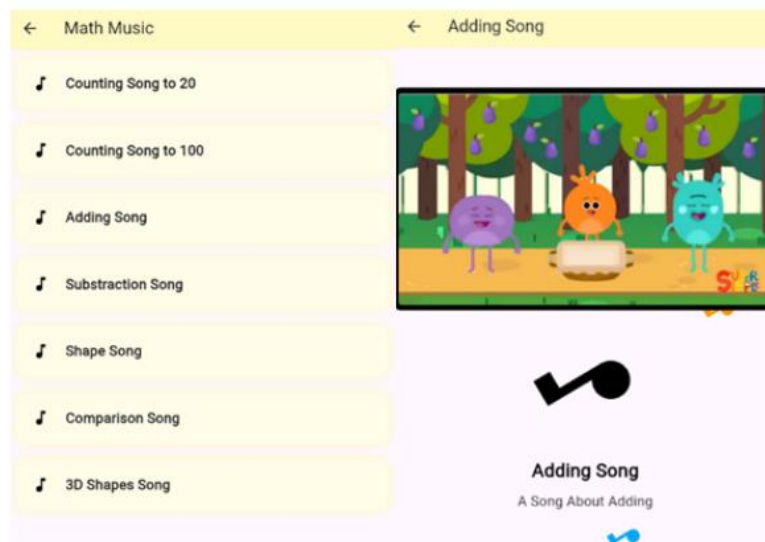 Math Music
Counting Song to 20
Counting Song to 100
Adding Song
Substraction Song
Shape Song
Comparison Song
3D Shapes Song
Adding Song
Adding Song
A Song About Adding